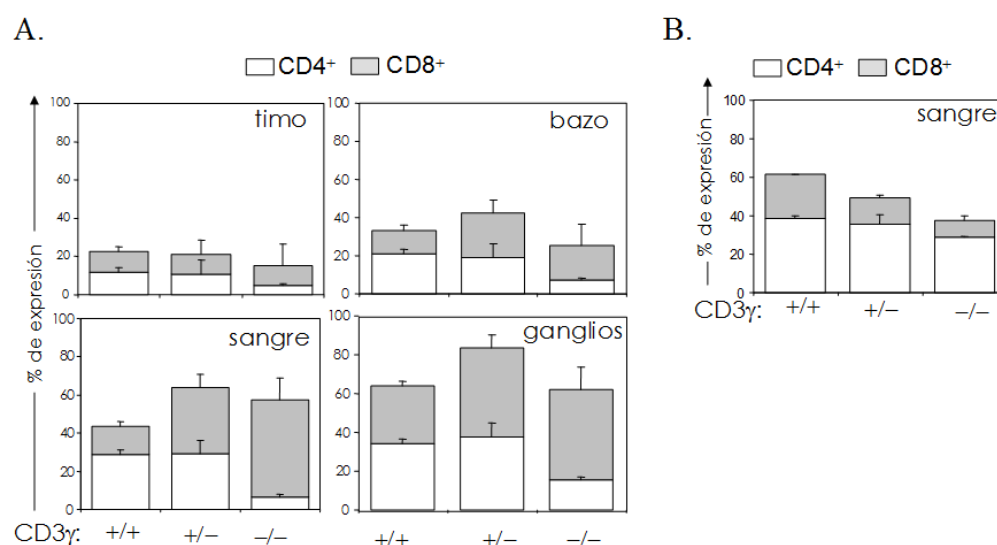 A.
CD4+ CD8+
% de expresión
100
80
60
40
20
0
timo
100
80
60
40
20
0
bazo
100
80
60
40
20
0
sangre
100
80
60
40
20
0
ganglios
CD3γ: +/+ +/− −/− +/+ +/− −/−
B.
CD4+ CD8+
% de expresión
100
80
60
40
20
0
sangre
CD3γ: +/+ +/− −/−